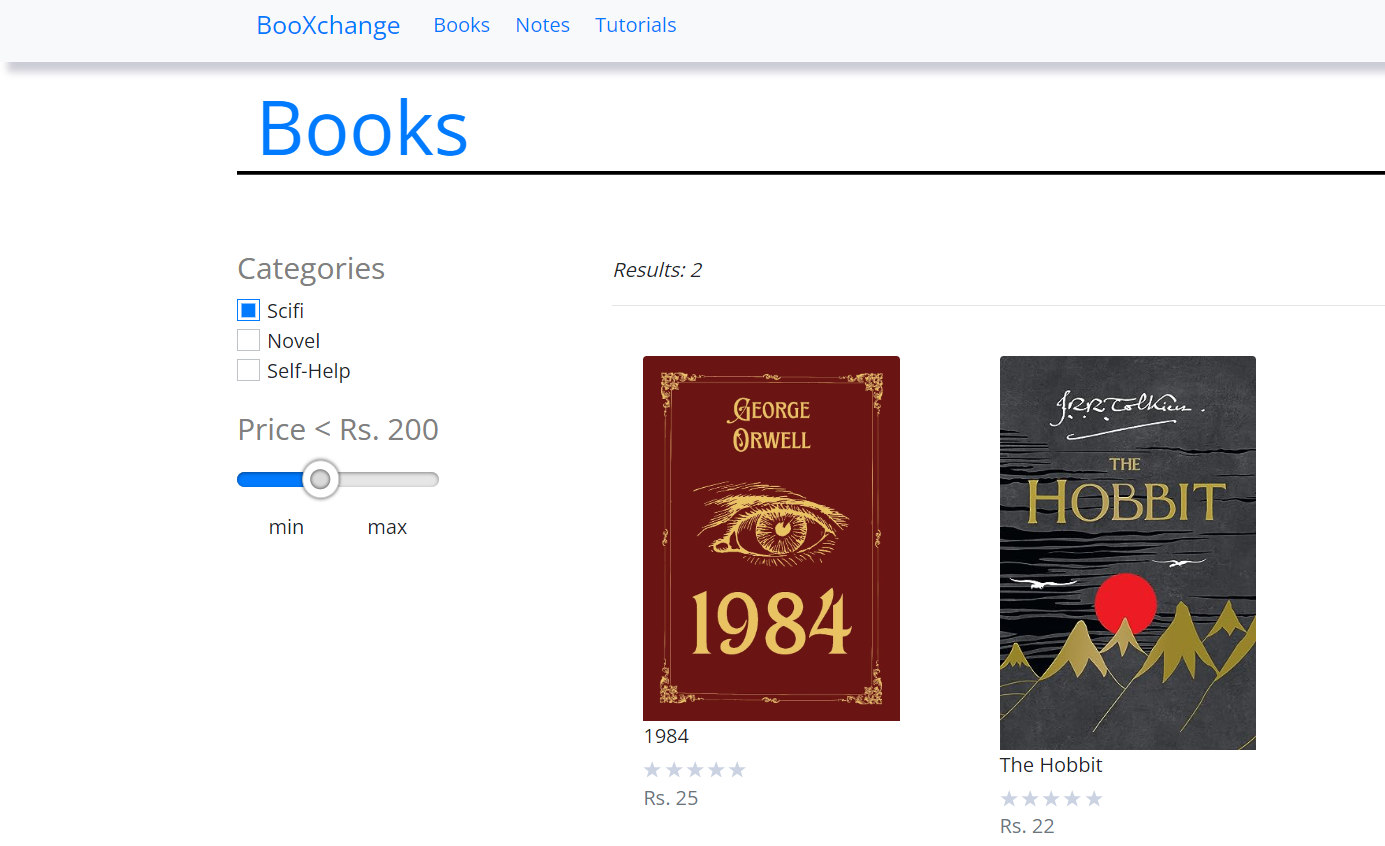 BooXchange Books Notes Tutorials
Books
Categories
Scifi
Novel
Self-Help
Price < Rs. 200
min max
Results: 2
GEORGE
ORWELL
1984
1984
Rs. 25
J.R.R. Tolkien.
THE
HOBBIT
The Hobbit
Rs. 22